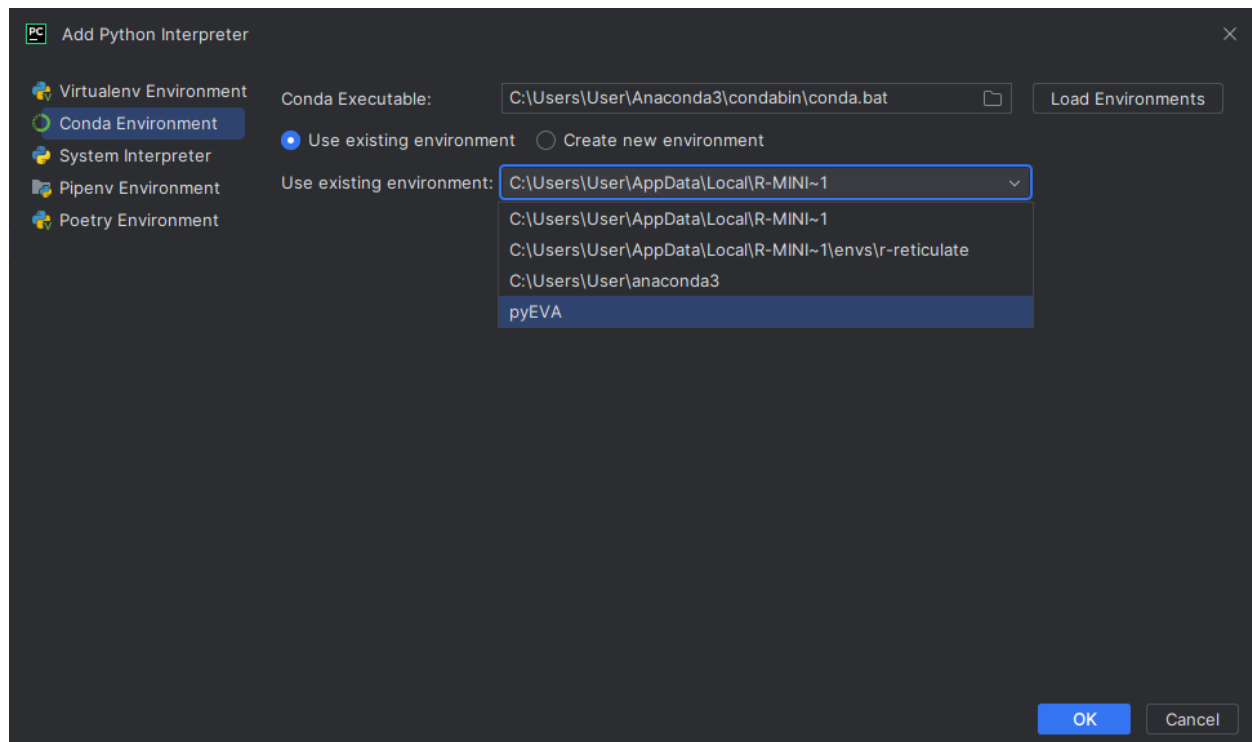 PC Add Python Interpreter
Virtualenv Environment
Conda Environment
System Interpreter
Pipenv Environment
Poetry Environment
Conda Executable: C:\Users\User\Anaconda3\condabin\conda.bat Load Environments
Use existing environment Create new environment
Use existing environment: C:\Users\User\AppData\Local\R-MINI~1
C:\Users\User\AppData\Local\R-MINI~1
C:\Users\User\AppData\Local\R-MINI~1\envs\r-reticulate
C:\Users\User\anaconda3
pyEVA
OK Cancel